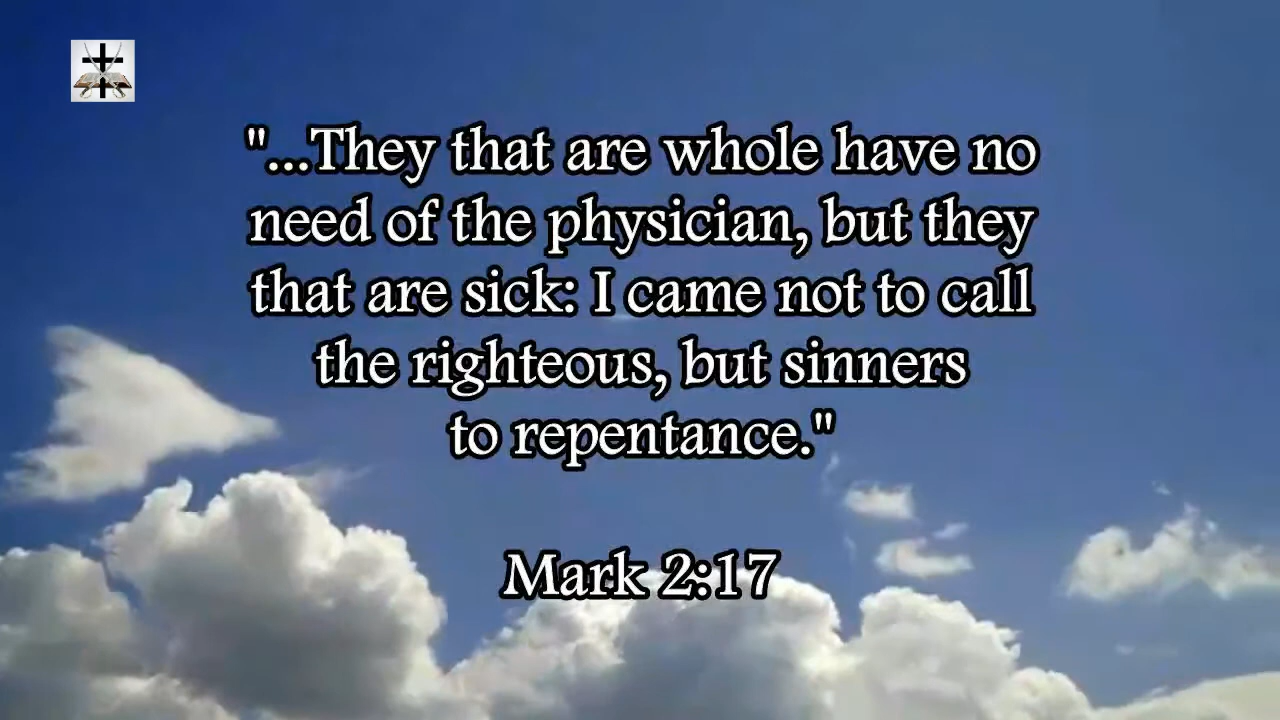 "...They that are whole have no
need of the physician, but they
that are sick: I came not to call
the righteous, but sinners
to repentance."
Mark 2:17